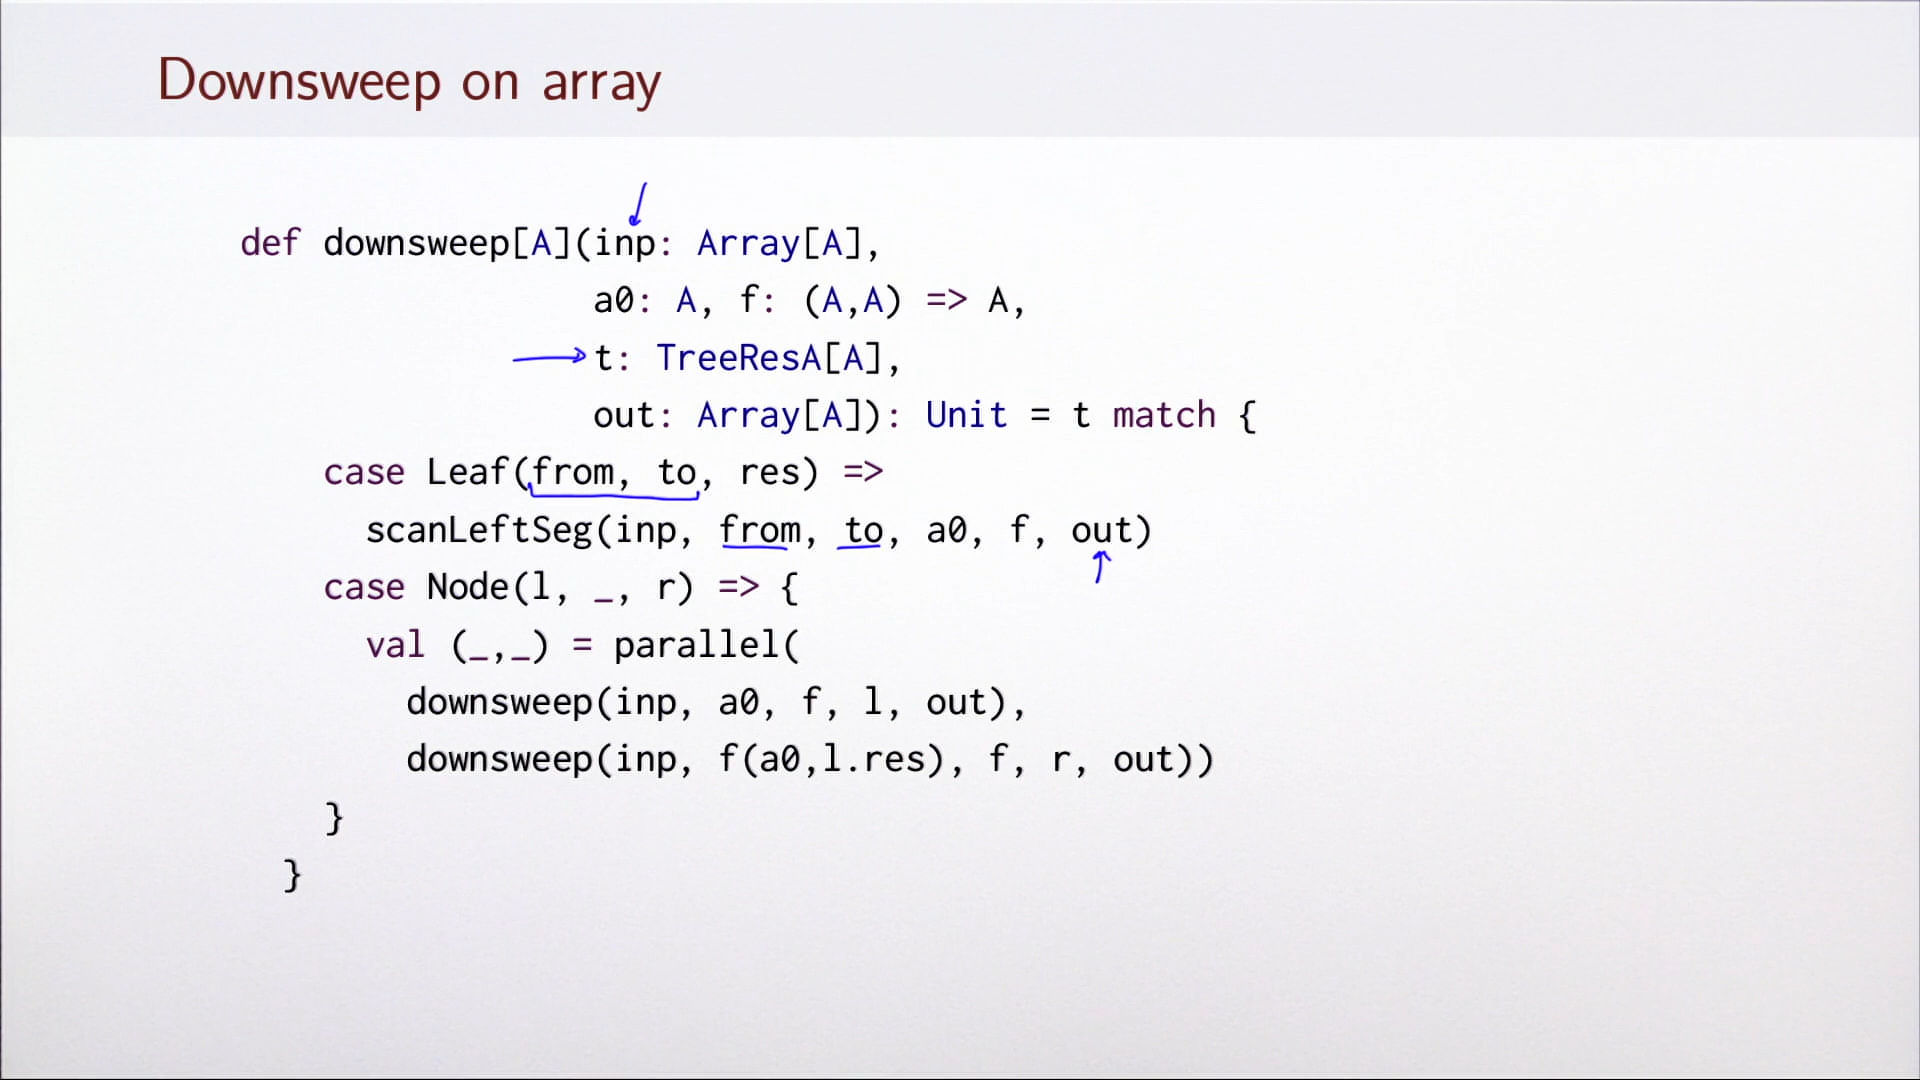 Downsweep on array
def downsweep[A](inp: Array[A],
a0: A, f: (A,A) => A,
t: TreeResA[A],
out: Array[A]): Unit = t match {
case Leaf(from, to, res) =>
scanLeftSeg(inp, from, to, a0, f, out)
case Node(l, _, r) => {
val (_,_) = parallel(
downsweep(inp, a0, f, l, out),
downsweep(inp, f(a0,l.res), f, r, out))
}
}